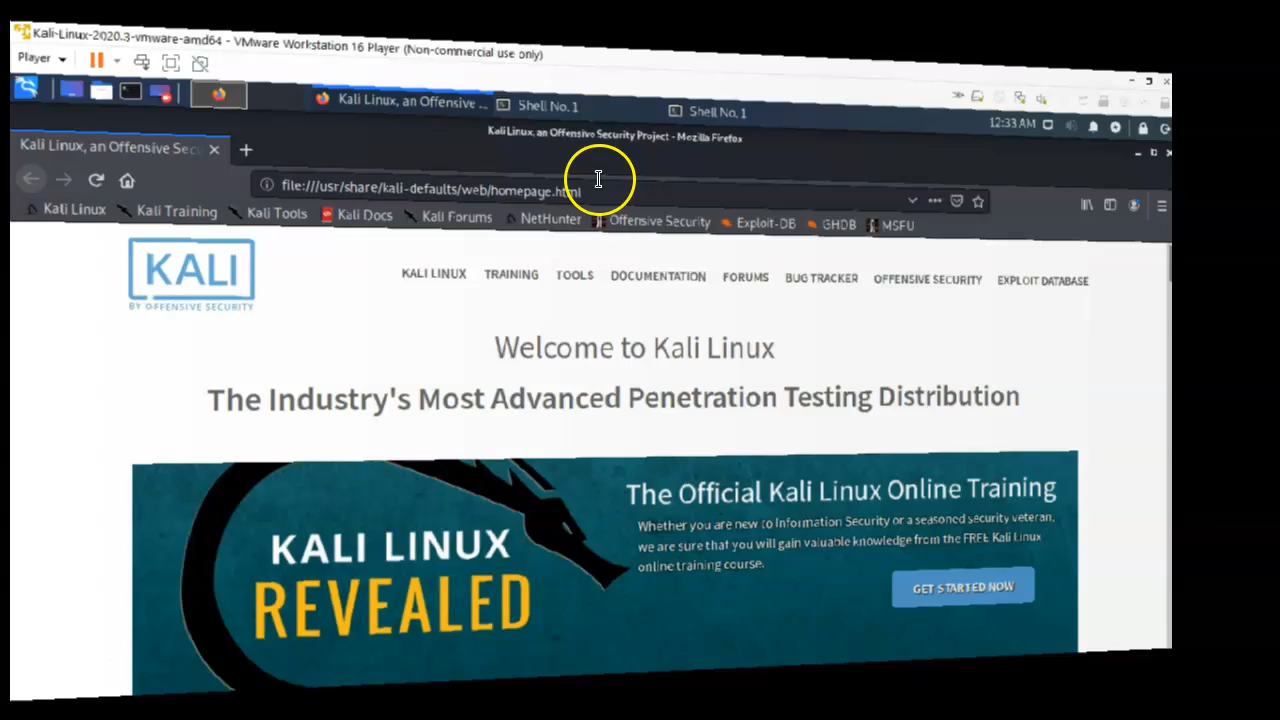 Kali-Linux-2020.3-vmware-amd64 - VMware Workstation 16 Player (Non-commercial use only)
Player
Kali Linux, an Offensive ...
Shell No. 1
Shell No. 1
12:33 AM
Kali Linux, an Offensive Security Project - Mozilla Firefox
Kali Linux, an Offensive Sec
file:///usr/share/kali-defaults/web/homepage.html
Kali Linux
Kali Training
Kali Tools
Kali Docs
Kali Forums
NetHunter
Offensive Security
Exploit-DB
GHDB
MSFU
KALI
BY OFFENSIVE SECURITY
KALI LINUX
TRAINING
TOOLS
DOCUMENTATION
FORUMS
BUG TRACKER
OFFENSIVE SECURITY
EXPLOIT DATABASE
Welcome to Kali Linux
The Industry's Most Advanced Penetration Testing Distribution
KALI LINUX
REVEALED
The Official Kali Linux Online Training
Whether you are new to Information Security or a seasoned security veteran,
we are sure that you will gain valuable knowledge from the FREE Kali Linux
online training course.
GET STARTED NOW